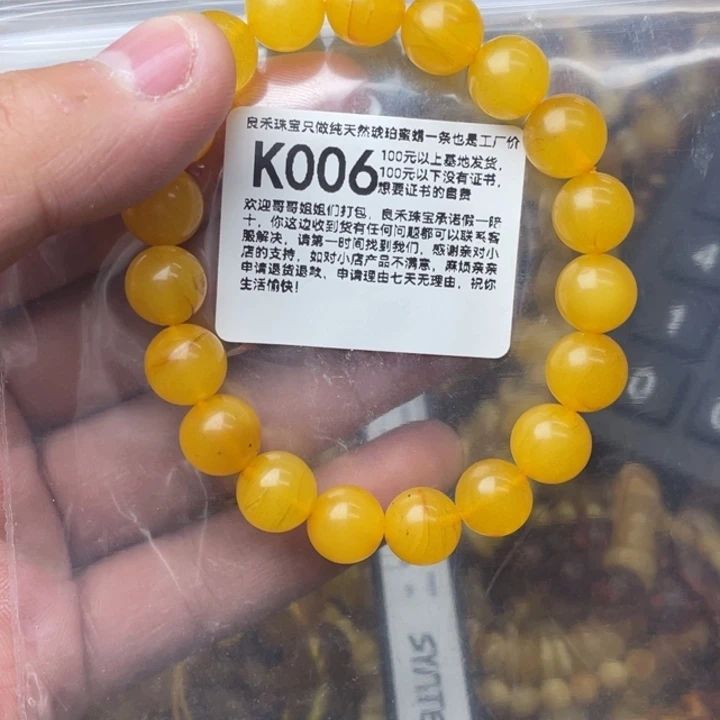 良禾珠宝只做纯天然琥珀蜜蜡一条也是工厂价
K006
100元以上基地发货，
100元以下没有证书，
想要证书的自费
欢迎哥哥姐姐们打包，良禾珠宝承诺假一赔
十，你这边收到货有任何问题都可以联系客
服解决，请第一时间找到我们，感谢亲对小
店的支持，如对小店产品不满意，麻烦亲亲
申请退货退款、申请理由七天无理由，祝你
生活愉快！